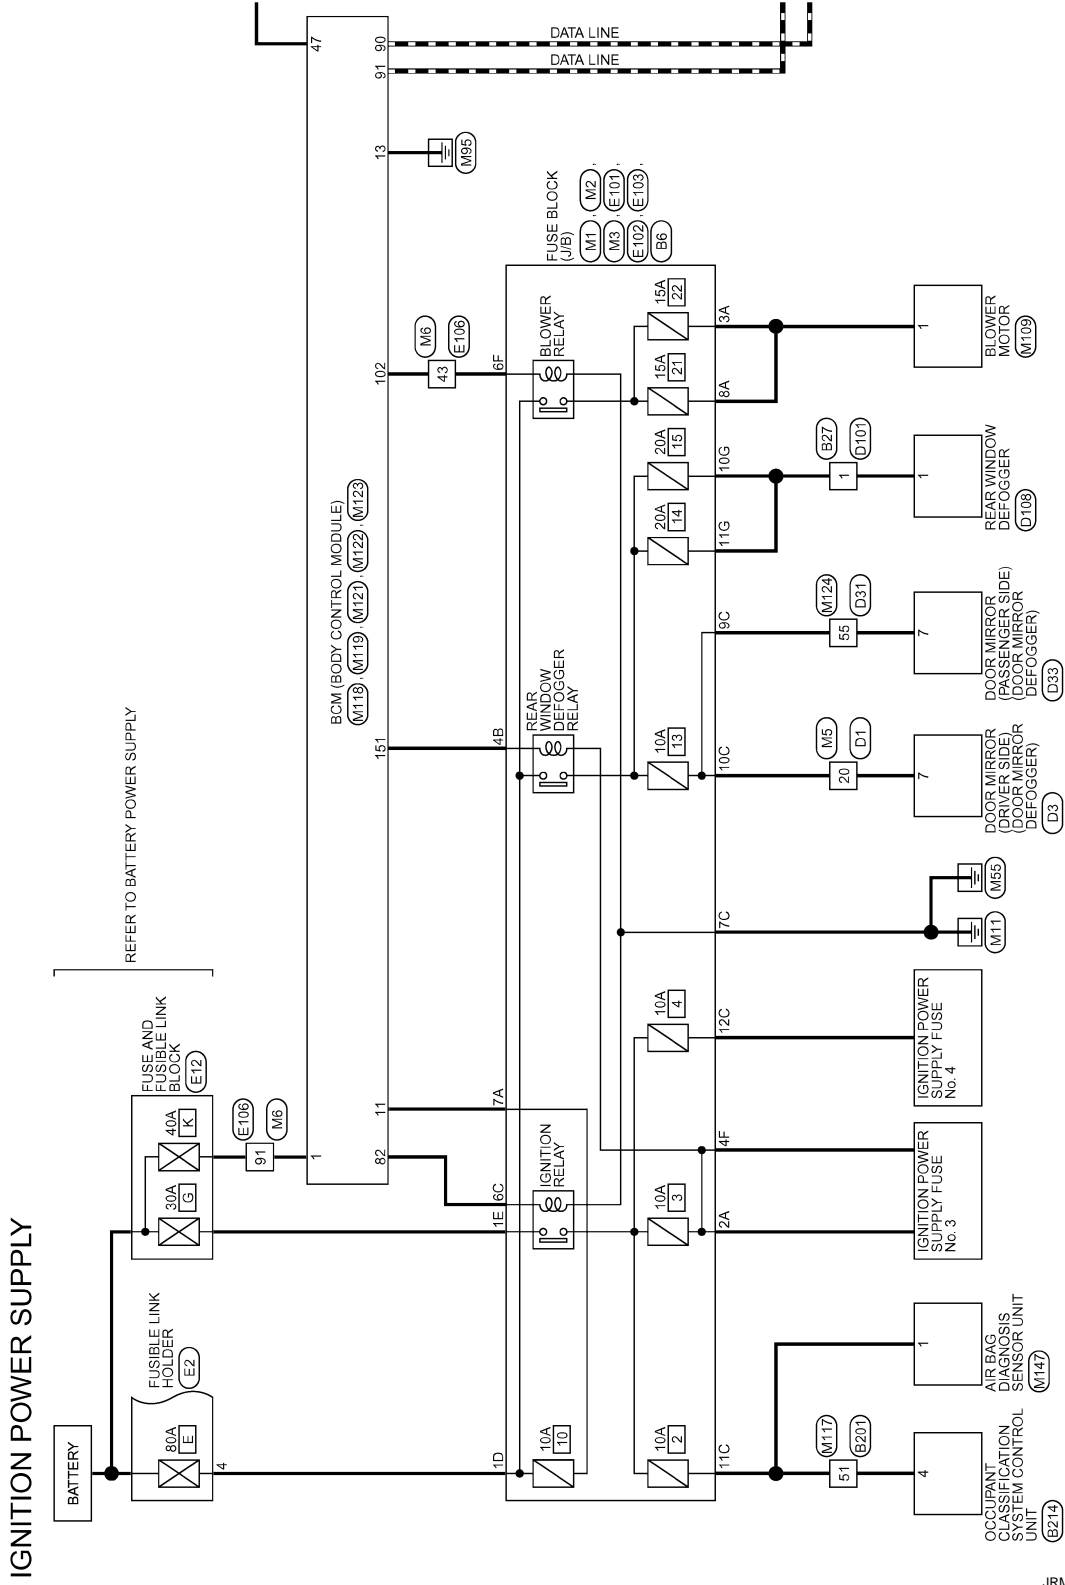 IGNITION POWER SUPPLY
BATTERY
REFER TO BATTERY POWER SUPPLY
FUSIBLE LINK
HOLDER
E2
80A
E
4
FUSE AND
FUSIBLE LINK
BLOCK
E12
30A
G
40A
K
E106
91
M6
BCM (BODY CONTROL MODULE)
M118 , M119 , M121 , M122 , M123
1
82
11
151
102
13
91
90
47
M95
DATA LINE
DATA LINE
M6
43
E106
FUSE BLOCK
(J/B)
M1 , M2 ,
M3 , E101 ,
E102 , E103 ,
B6
1D
1E
6C
7A
4B
6F
10A
10
IGNITION
RELAY
REAR
WINDOW
DEFOGGER
RELAY
BLOWER
RELAY
10A
2
10A
3
10A
4
10A
13
20A
14
20A
15
15A
21
15A
22
11C
2A
4F
12C
7C
10C
9C
11G
10G
8A
3A
M117
51
B201
M5
20
D1
M124
55
D31
B27
1
D101
M11
M55
4
OCCUPANT
CLASSIFICATION
SYSTEM CONTROL
UNIT
B214
1
AIR BAG
DIAGNOSIS
SENSOR UNIT
M147
IGNITION POWER
SUPPLY FUSE
No. 3
IGNITION POWER
SUPPLY FUSE
No. 4
7
DOOR MIRROR
(DRIVER SIDE)
(DOOR MIRROR
DEFOGGER)
D3
7
DOOR MIRROR
(PASSENGER SIDE)
(DOOR MIRROR
DEFOGGER)
D33
1
REAR WINDOW
DEFOGGER
D108
1
BLOWER
MOTOR
M109
JRM